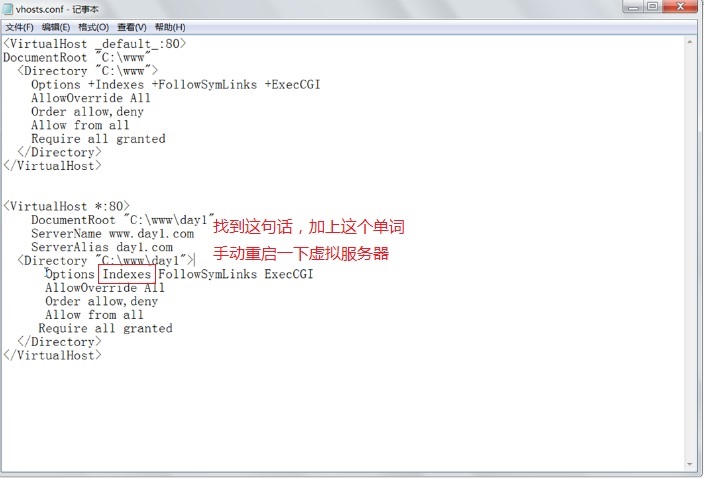 vhosts.conf - 记事本
文件(F) 编辑(E) 格式(O) 查看(V) 帮助(H)
<VirtualHost _default_:80>
DocumentRoot "C:\www"
<Directory "C:\www">
Options +Indexes +FollowSymLinks +ExecCGI
AllowOverride All
Order allow,deny
Allow from all
Require all granted
</Directory>
</VirtualHost>
<VirtualHost *:80>
DocumentRoot "C:\www\day1"
找到这句话，加上这个单词
ServerName www.day1.com
ServerAlias day1.com
手动重启一下虚拟服务器
<Directory "C:\www\day1">
Options Indexes FollowSymLinks ExecCGI
AllowOverride All
Order allow,deny
Allow from all
Require all granted
</Directory>
</VirtualHost>